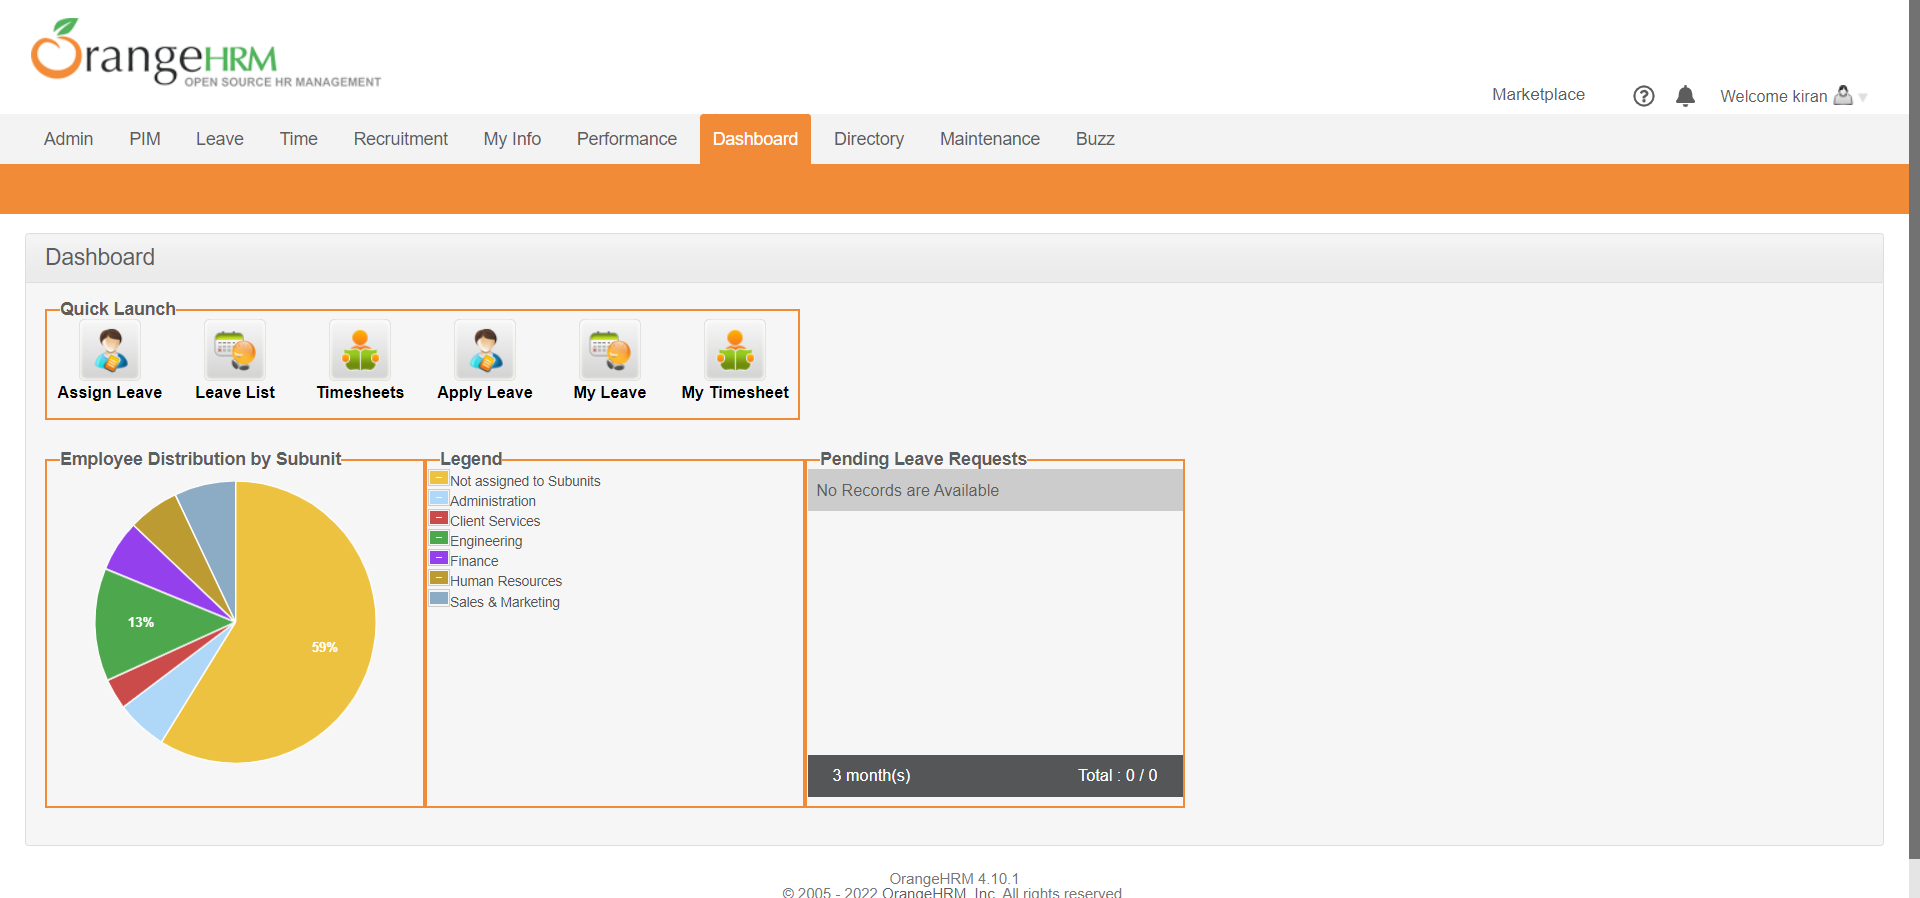 OrangeHRM
OPEN SOURCE HR MANAGEMENT
Marketplace
Welcome kiran
Admin PIM Leave Time Recruitment My Info Performance Dashboard Directory Maintenance Buzz
Dashboard
Quick Launch
Assign Leave Leave List Timesheets Apply Leave My Leave My Timesheet
Employee Distribution by Subunit
13%
59%
Legend
Not assigned to Subunits
Administration
Client Services
Engineering
Finance
Human Resources
Sales & Marketing
Pending Leave Requests
No Records are Available
3 month(s) Total : 0 / 0
OrangeHRM 4.10.1
© 2005 - 2022 OrangeHRM, Inc. All rights reserved